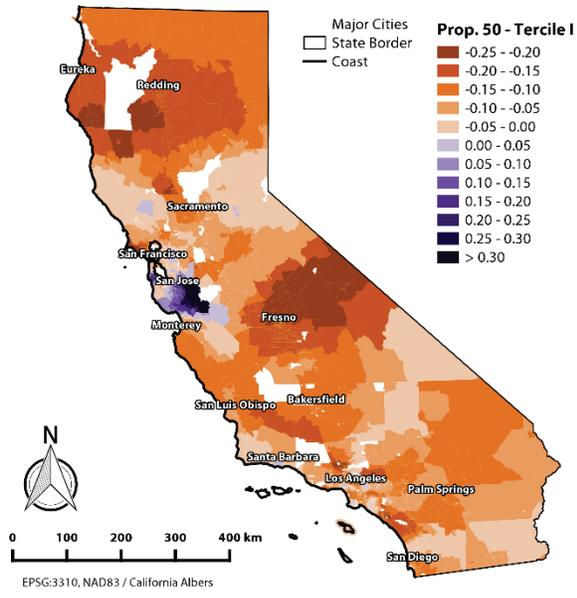 Major Cities
State Border
Coast
Prop. 50 - Tercile I
-0.25 - -0.20
-0.20 - -0.15
-0.15 - -0.10
-0.10 - -0.05
-0.05 - 0.00
0.00 - 0.05
0.05 - 0.10
0.10 - 0.15
0.15 - 0.20
0.20 - 0.25
0.25 - 0.30
> 0.30
Eureka
Redding
Sacramento
San Francisco
San Jose
Monterey
Fresno
San Luis Obispo
Bakersfield
Santa Barbara
Los Angeles
Palm Springs
San Diego
N
0 100 200 300 400 km
EPSG:3310, NAD83 / California Albers